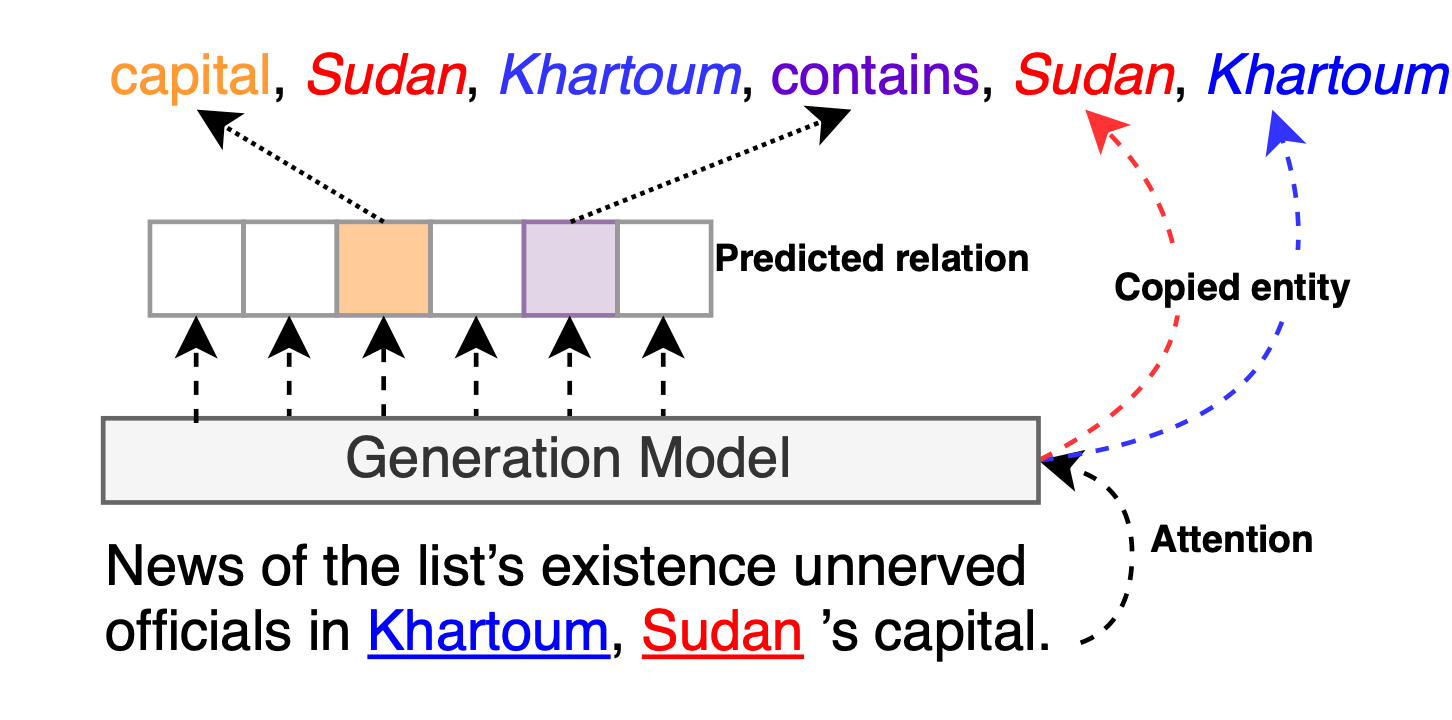 capital, Sudan, Khartoum, contains, Sudan, Khartoum
Predicted relation
Copied entity
Generation Model
Attention
News of the list’s existence unnerved
officials in Khartoum, Sudan ’s capital.